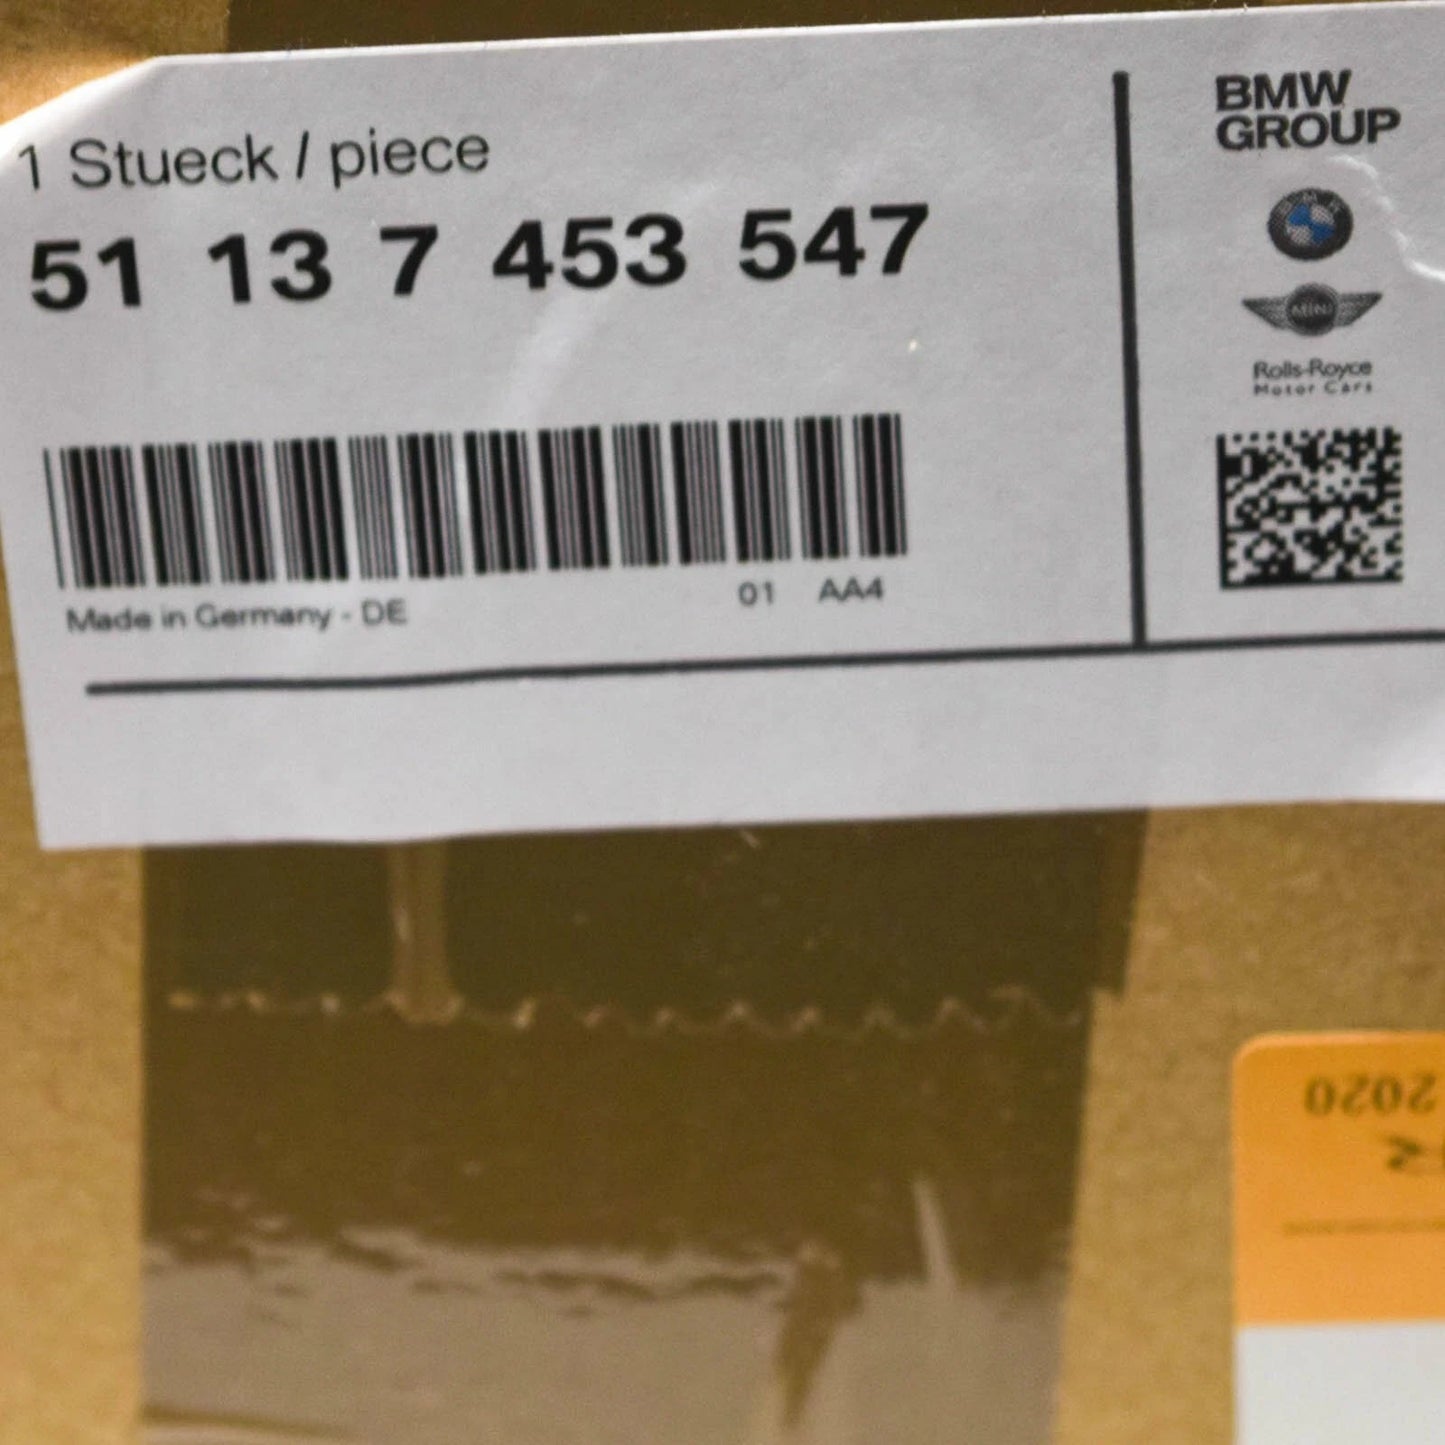 1 Stueck / piece
51 13 7 453 547
Made in Germany - DE
01 AA4
BMW
GROUP
MINI
Rolls-Royce
Motor Cars
2020